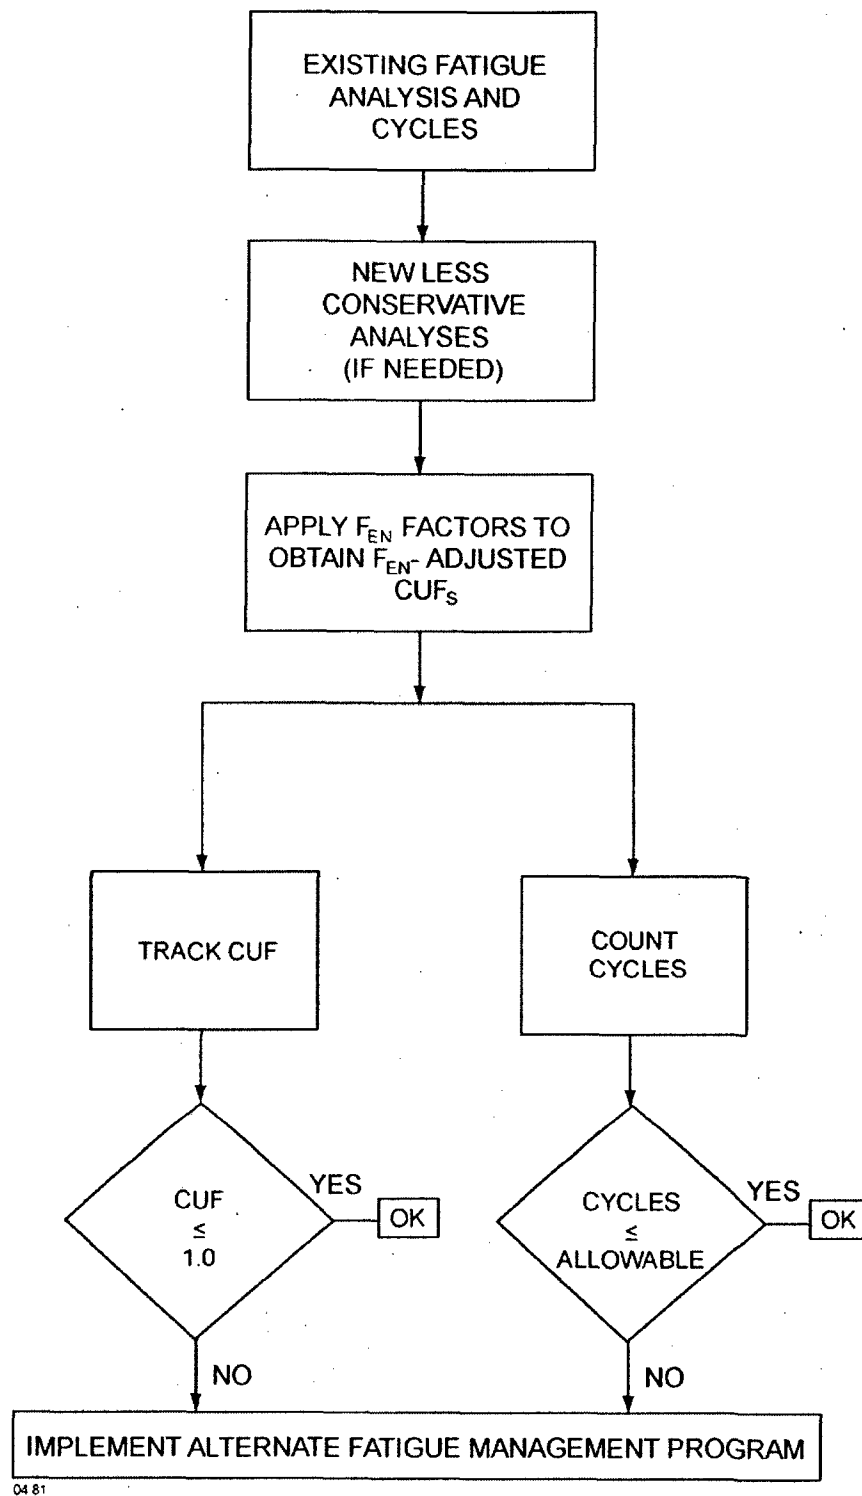 EXISTING FATIGUE
ANALYSIS AND
CYCLES
NEW LESS
CONSERVATIVE
ANALYSES
(IF NEEDED)
APPLY FEN FACTORS TO
OBTAIN FEN- ADJUSTED
CUFS
TRACK CUF
COUNT
CYCLES
CUF
≤
1.0
YES
OK
CYCLES
≤
ALLOWABLE
YES
OK
NO
NO
IMPLEMENT ALTERNATE FATIGUE MANAGEMENT PROGRAM
04 81